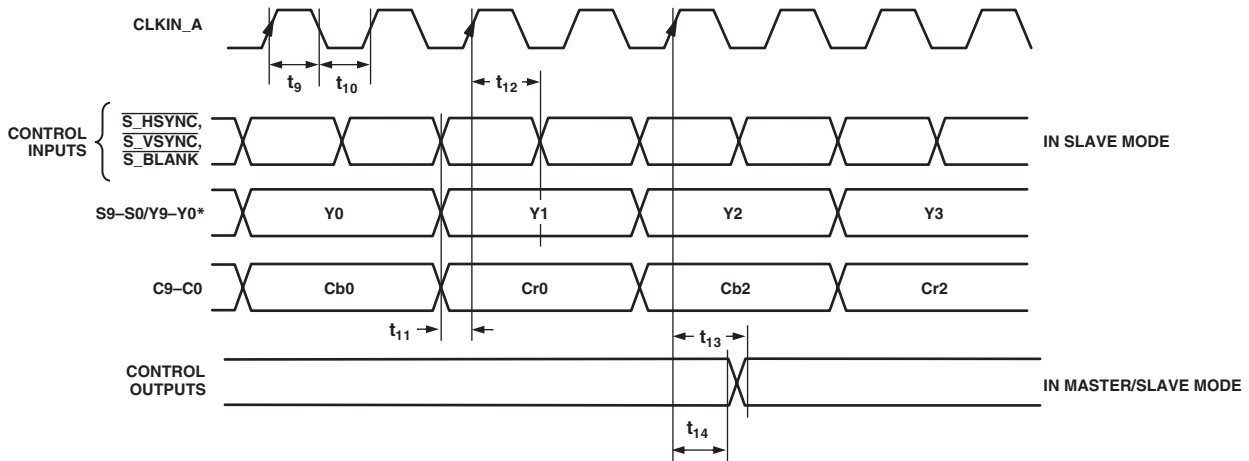 CLKIN_A
t9
t10
t12
CONTROL
INPUTS
S_HSYNC,
S_VSYNC,
S_BLANK
IN SLAVE MODE
S9–S0/Y9–Y0*
Y0
Y1
Y2
Y3
C9–C0
Cb0
Cr0
Cb2
Cr2
t11
t13
CONTROL
OUTPUTS
IN MASTER/SLAVE MODE
t14